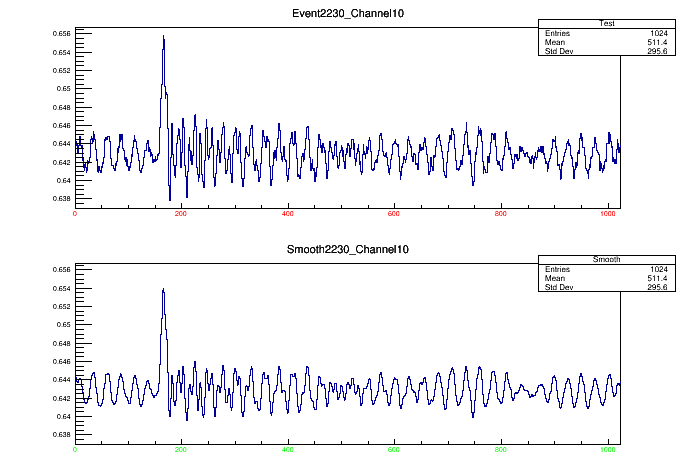 Event2230_Channel10
Test
Entries 1024
Mean 511.4
Std Dev 295.6
0.656
0.654
0.652
0.65
0.648
0.646
0.644
0.642
0.64
0.638
0 200 400 600 800 1000
Smooth2230_Channel10
Smooth
Entries 1024
Mean 511.4
Std Dev 295.6
0.656
0.654
0.652
0.65
0.648
0.646
0.644
0.642
0.64
0.638
0 200 400 600 800 1000